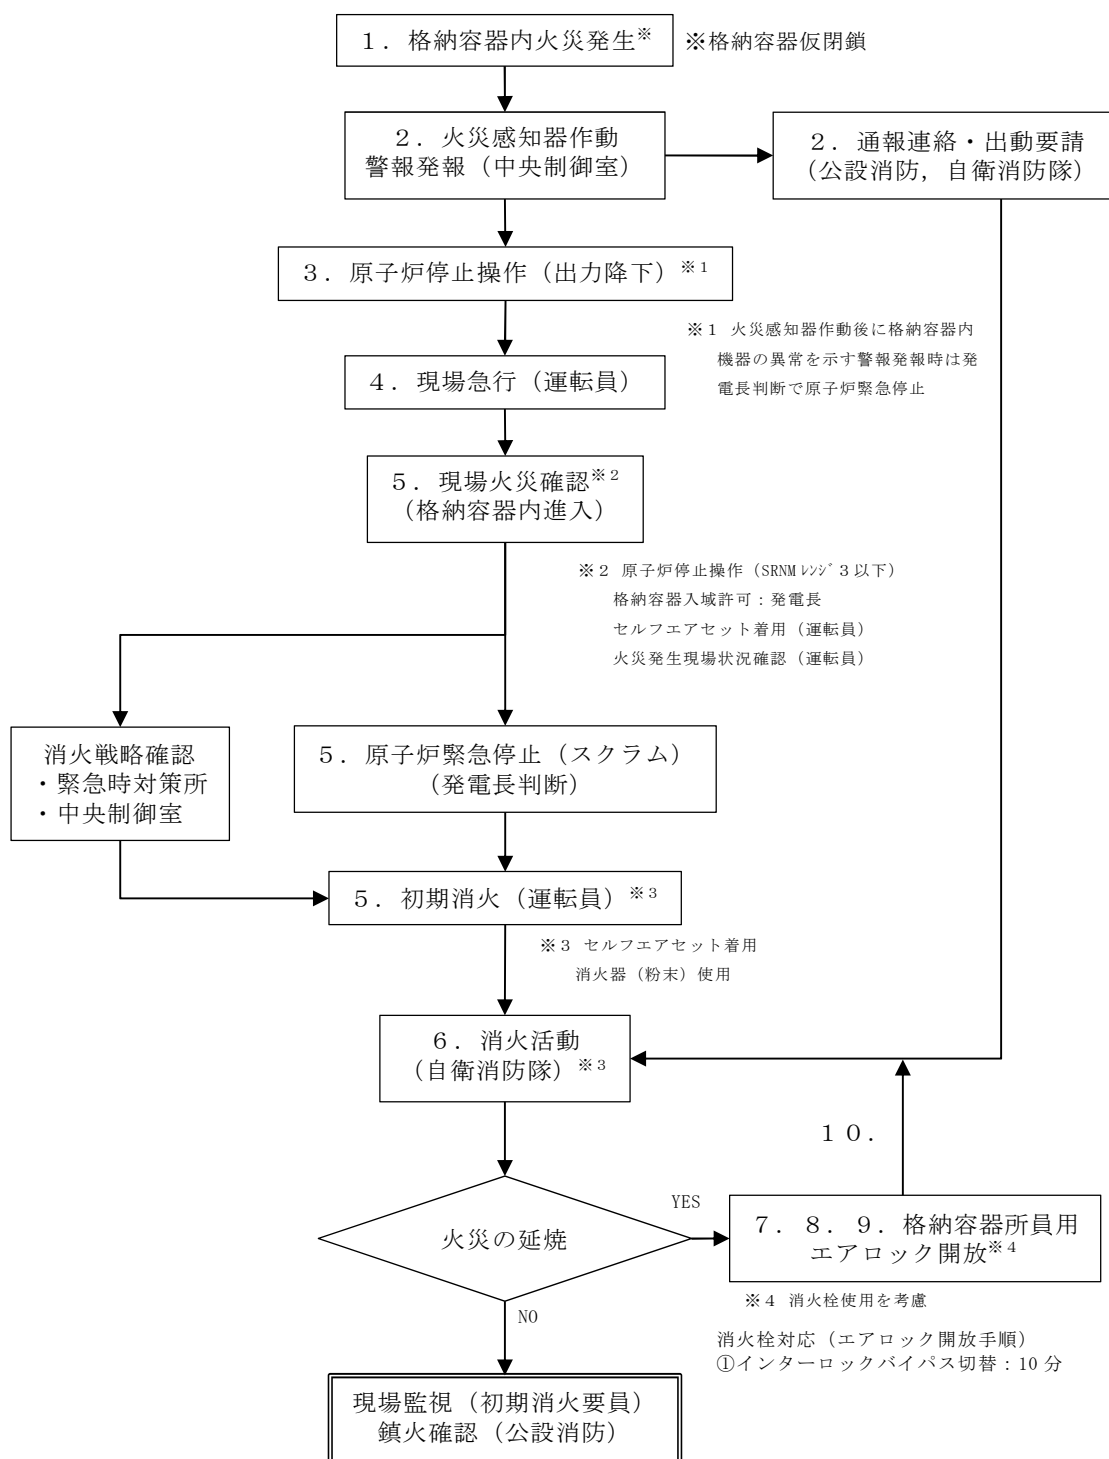 １．格納容器内火災発生※
※格納容器仮閉鎖
２．火災感知器作動
警報発報（中央制御室）
２．通報連絡・出動要請
（公設消防，自衛消防隊）
３．原子炉停止操作（出力降下）※１
※１ 火災感知器作動後に格納容器内
機器の異常を示す警報発報時は発
電長判断で原子炉緊急停止
４．現場急行（運転員）
５．現場火災確認※２
（格納容器内進入）
※２ 原子炉停止操作（SRNMﾚﾝｼﾞ３以下）
格納容器入域許可：発電長
セルフエアセット着用（運転員）
火災発生現場状況確認（運転員）
消火戦略確認
・緊急時対策所
・中央制御室
５．原子炉緊急停止（スクラム）
（発電長判断）
５．初期消火（運転員）※３
※３ セルフエアセット着用
消火器（粉末）使用
６．消火活動
（自衛消防隊）※３
１０．
火災の延焼
YES
７．８．９．格納容器所員用
エアロック開放※４
※４ 消火栓使用を考慮
NO
消火栓対応（エアロック開放手順）
①インターロックバイパス切替：10分
現場監視（初期消火要員）
鎮火確認（公設消防）